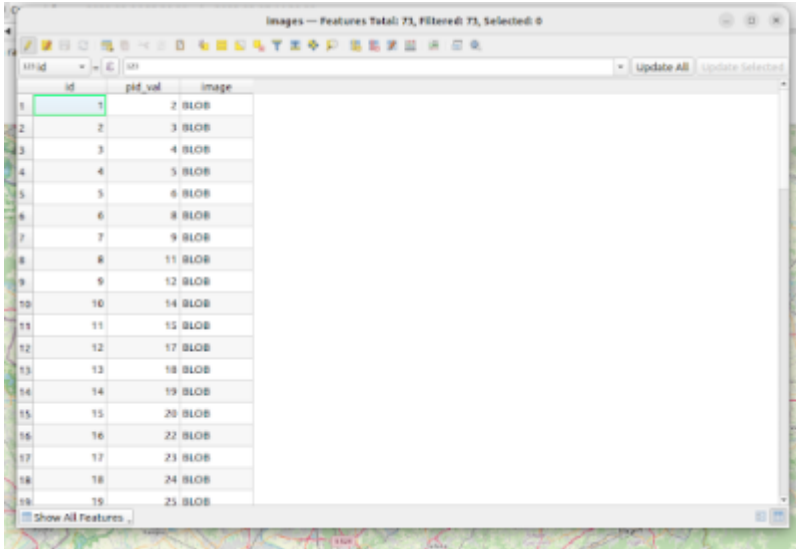 images — Features Total: 73, Filtered: 73, Selected: 0
123 id = ε 123 Update All Update Selected
id pid_val image
1 1 2 BLOB
2 2 3 BLOB
3 3 4 BLOB
4 4 5 BLOB
5 5 6 BLOB
6 6 8 BLOB
7 7 9 BLOB
8 8 11 BLOB
9 9 12 BLOB
10 10 14 BLOB
11 11 15 BLOB
12 12 17 BLOB
13 13 18 BLOB
14 14 19 BLOB
15 15 20 BLOB
16 16 22 BLOB
17 17 23 BLOB
18 18 24 BLOB
19 19 25 BLOB
Show All Features